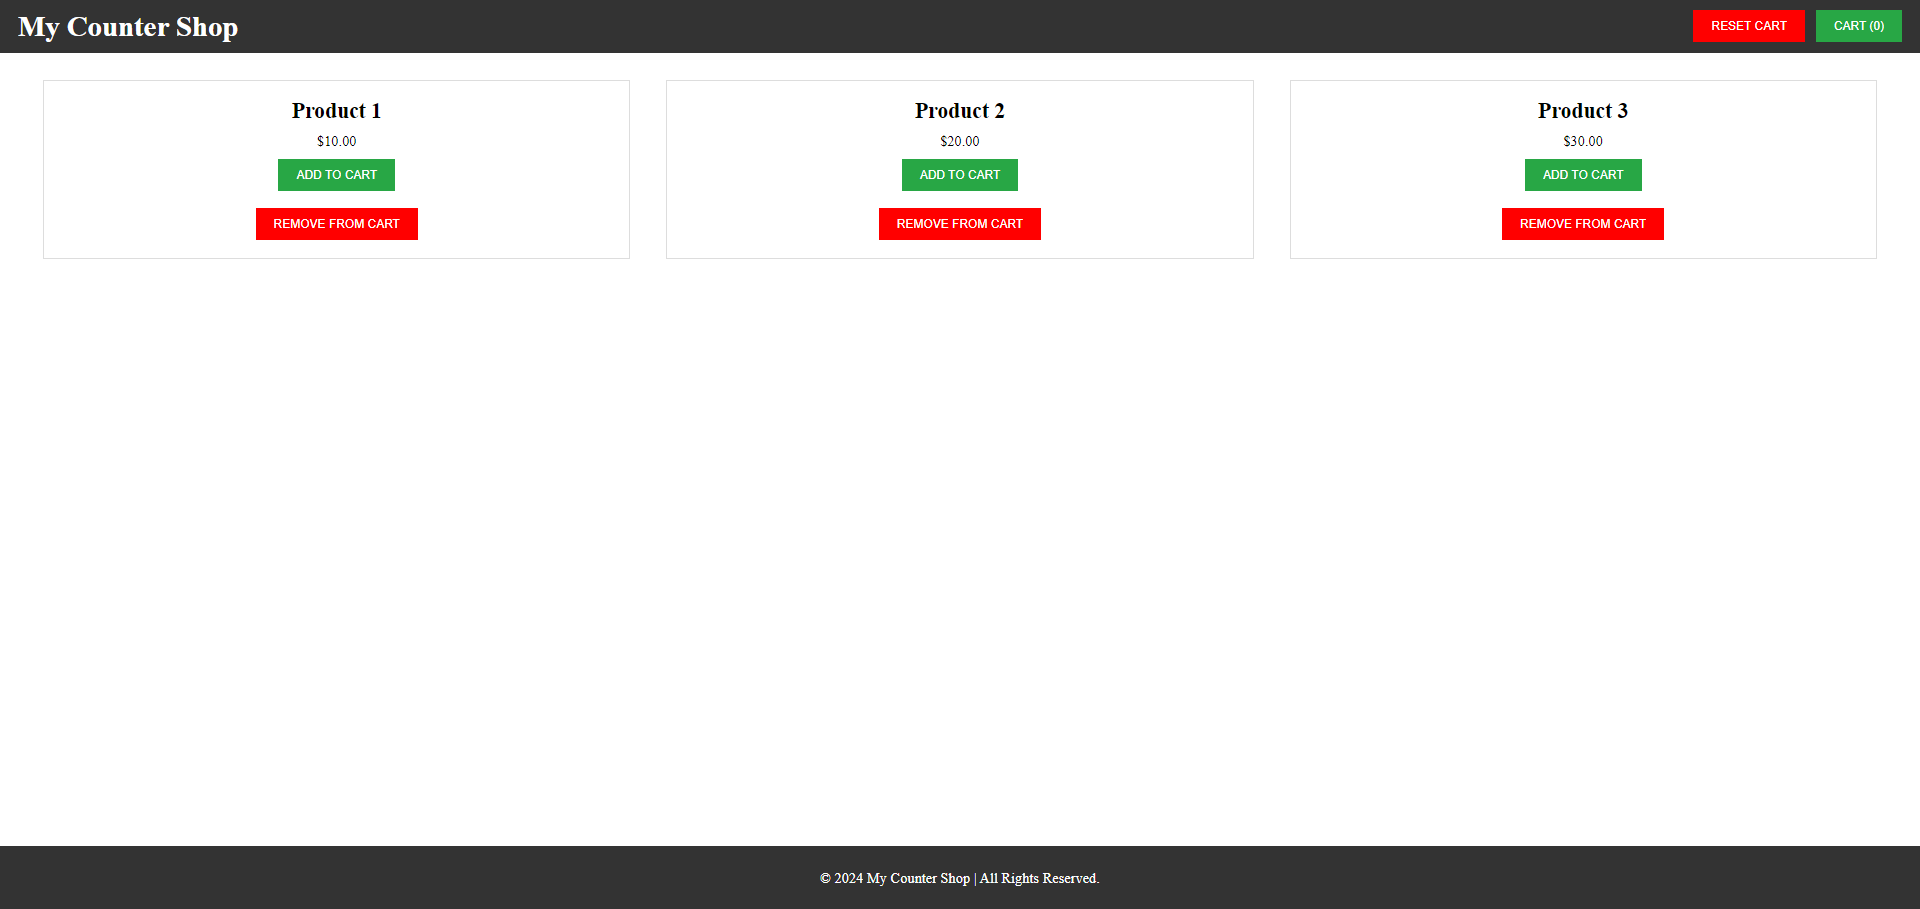 My Counter Shop
RESET CART
CART (0)
Product 1
$10.00
ADD TO CART
REMOVE FROM CART
Product 2
$20.00
ADD TO CART
REMOVE FROM CART
Product 3
$30.00
ADD TO CART
REMOVE FROM CART
© 2024 My Counter Shop | All Rights Reserved.